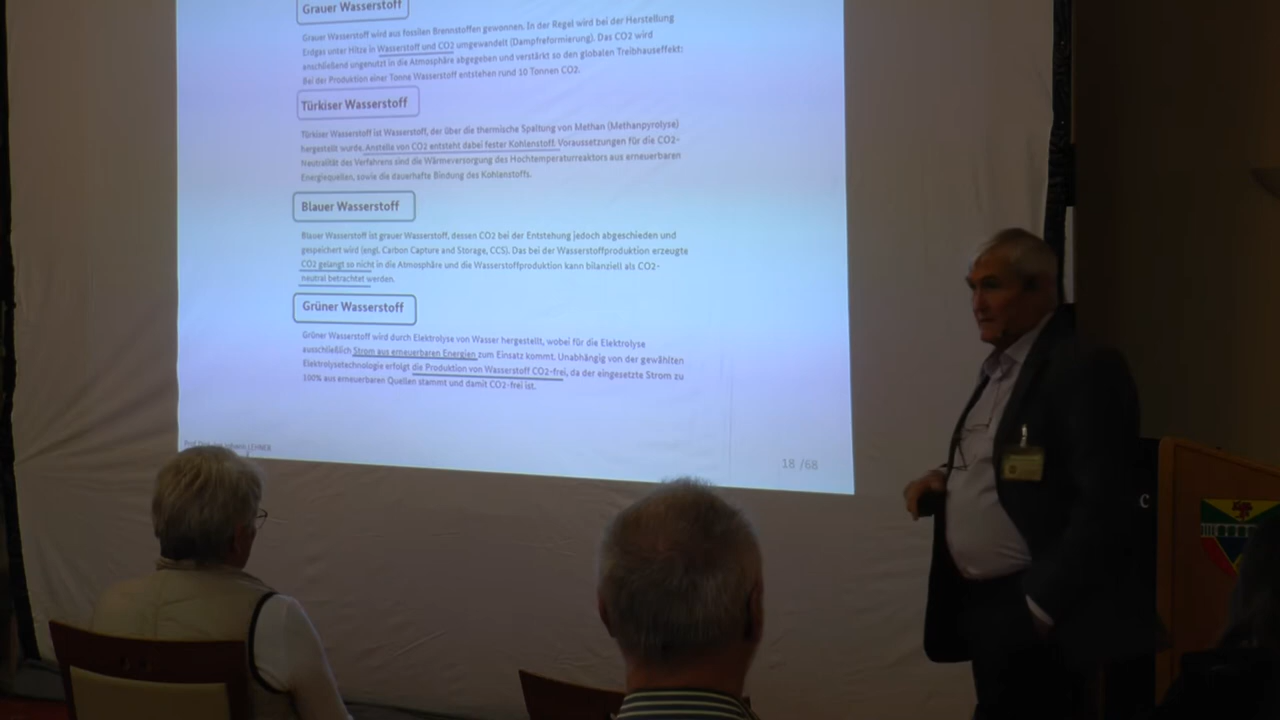 Grauer Wasserstoff
Grauer Wasserstoff wird aus fossilen Brennstoffen gewonnen. In der Regel wird bei der Herstellung
Erdgas unter Hitze in Wasserstoff und CO2 umgewandelt (Dampfreformierung). Das CO2 wird
anschließend ungenutzt in die Atmosphäre abgegeben und verstärkt so den globalen Treibhauseffekt:
Bei der Produktion einer Tonne Wasserstoff entstehen rund 10 Tonnen CO2.
Türkiser Wasserstoff
Türkiser Wasserstoff ist Wasserstoff, der über die thermische Spaltung von Methan (Methanpyrolyse)
hergestellt wurde. Anstelle von CO2 entsteht dabei fester Kohlenstoff. Voraussetzungen für die CO2-
Neutralität des Verfahrens sind die Wärmeversorgung des Hochtemperaturreaktors aus erneuerbaren
Energiequellen, sowie die dauerhafte Bindung des Kohlenstoffs.
Blauer Wasserstoff
Blauer Wasserstoff ist grauer Wasserstoff, dessen CO2 bei der Entstehung jedoch abgeschieden und
gespeichert wird (engl. Carbon Capture and Storage, CCS). Das bei der Wasserstoffproduktion erzeugte
CO2 gelangt so nicht in die Atmosphäre und die Wasserstoffproduktion kann bilanziell als CO2-
neutral betrachtet werden.
Grüner Wasserstoff
Grüner Wasserstoff wird durch Elektrolyse von Wasser hergestellt, wobei für die Elektrolyse
ausschließlich Strom aus erneuerbaren Energien zum Einsatz kommt. Unabhängig von der gewählten
Elektrolysetechnologie erfolgt die Produktion von Wasserstoff CO2-frei, da der eingesetzte Strom zu
100% aus erneuerbaren Quellen stammt und damit CO2-frei ist.
LEHNER
18 /68
C